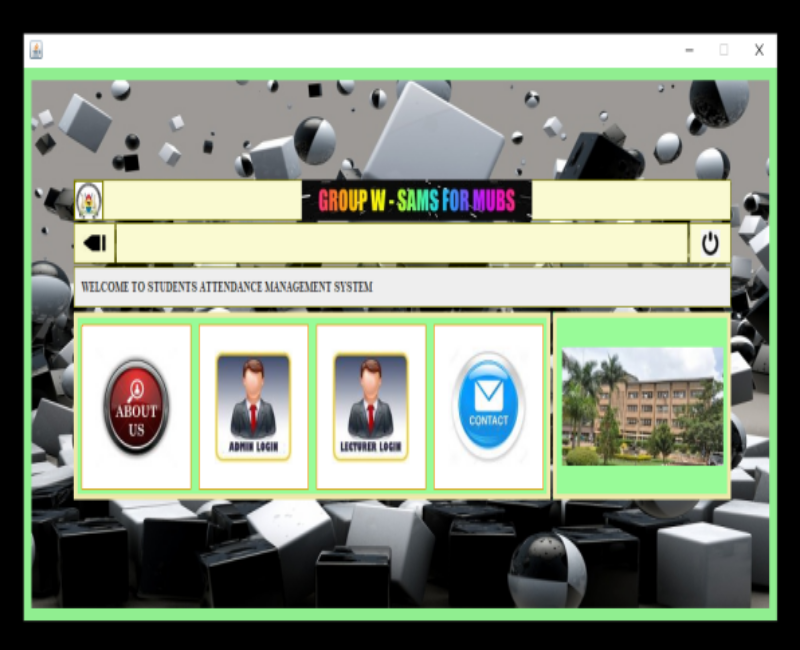 GROUP W - SAMS FOR MUBS
WELCOME TO STUDENTS ATTENDANCE MANAGEMENT SYSTEM
ABOUT
US
ADMIN LOGIN
LECTURER LOGIN
CONTACT